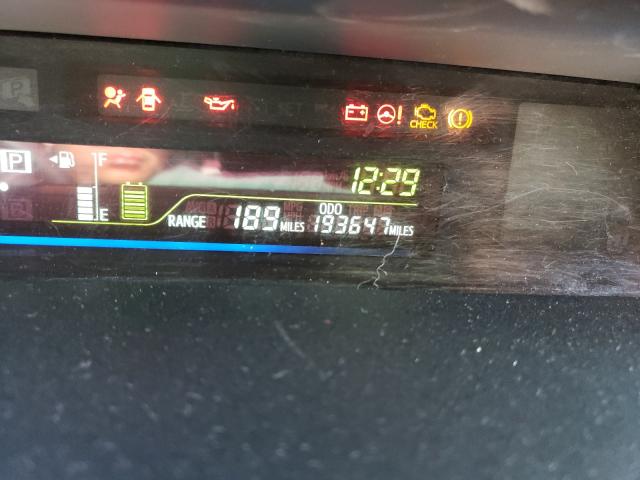 CHECK
P F
12:29
E
ODO
RANGE 189 MILES 193647 MILES